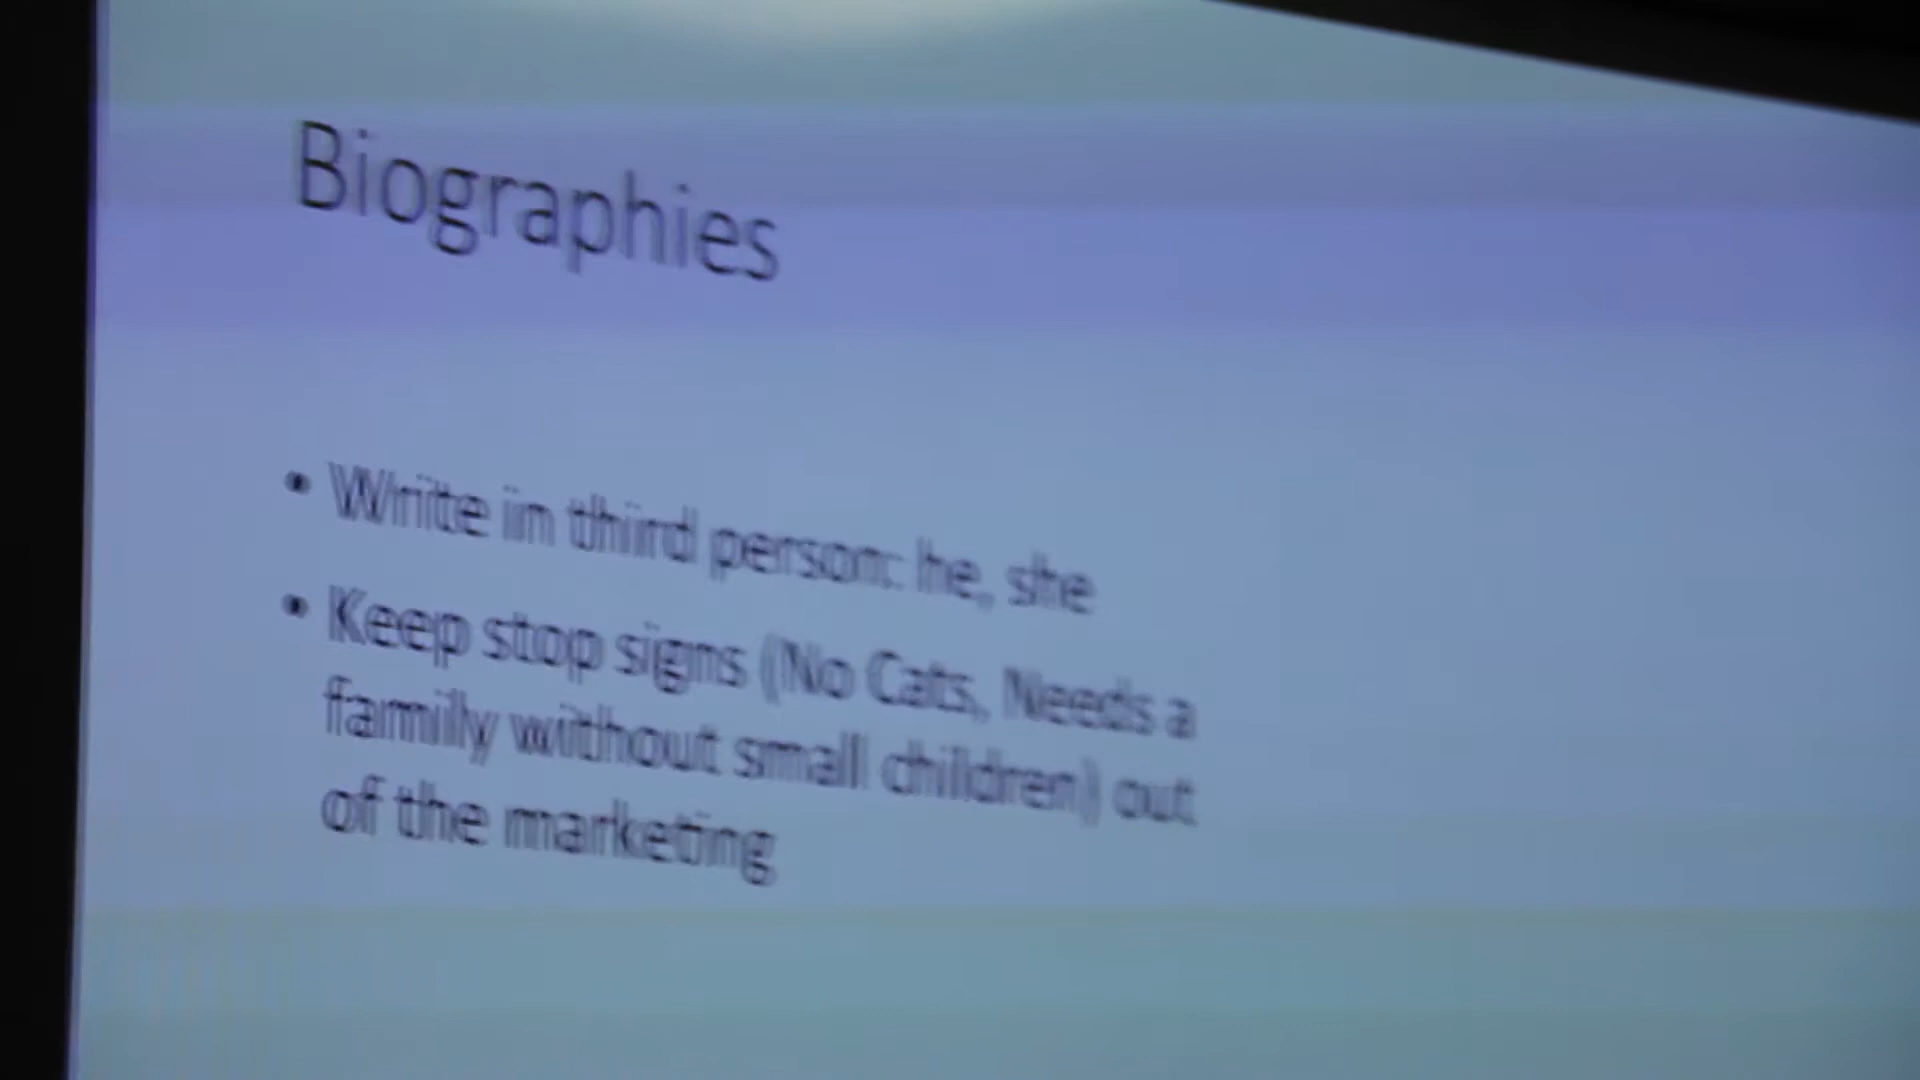 Biographies
• Write in third person: he, she
• Keep stop signs (No Cats, Needs a
family without small children) out
of the marketing